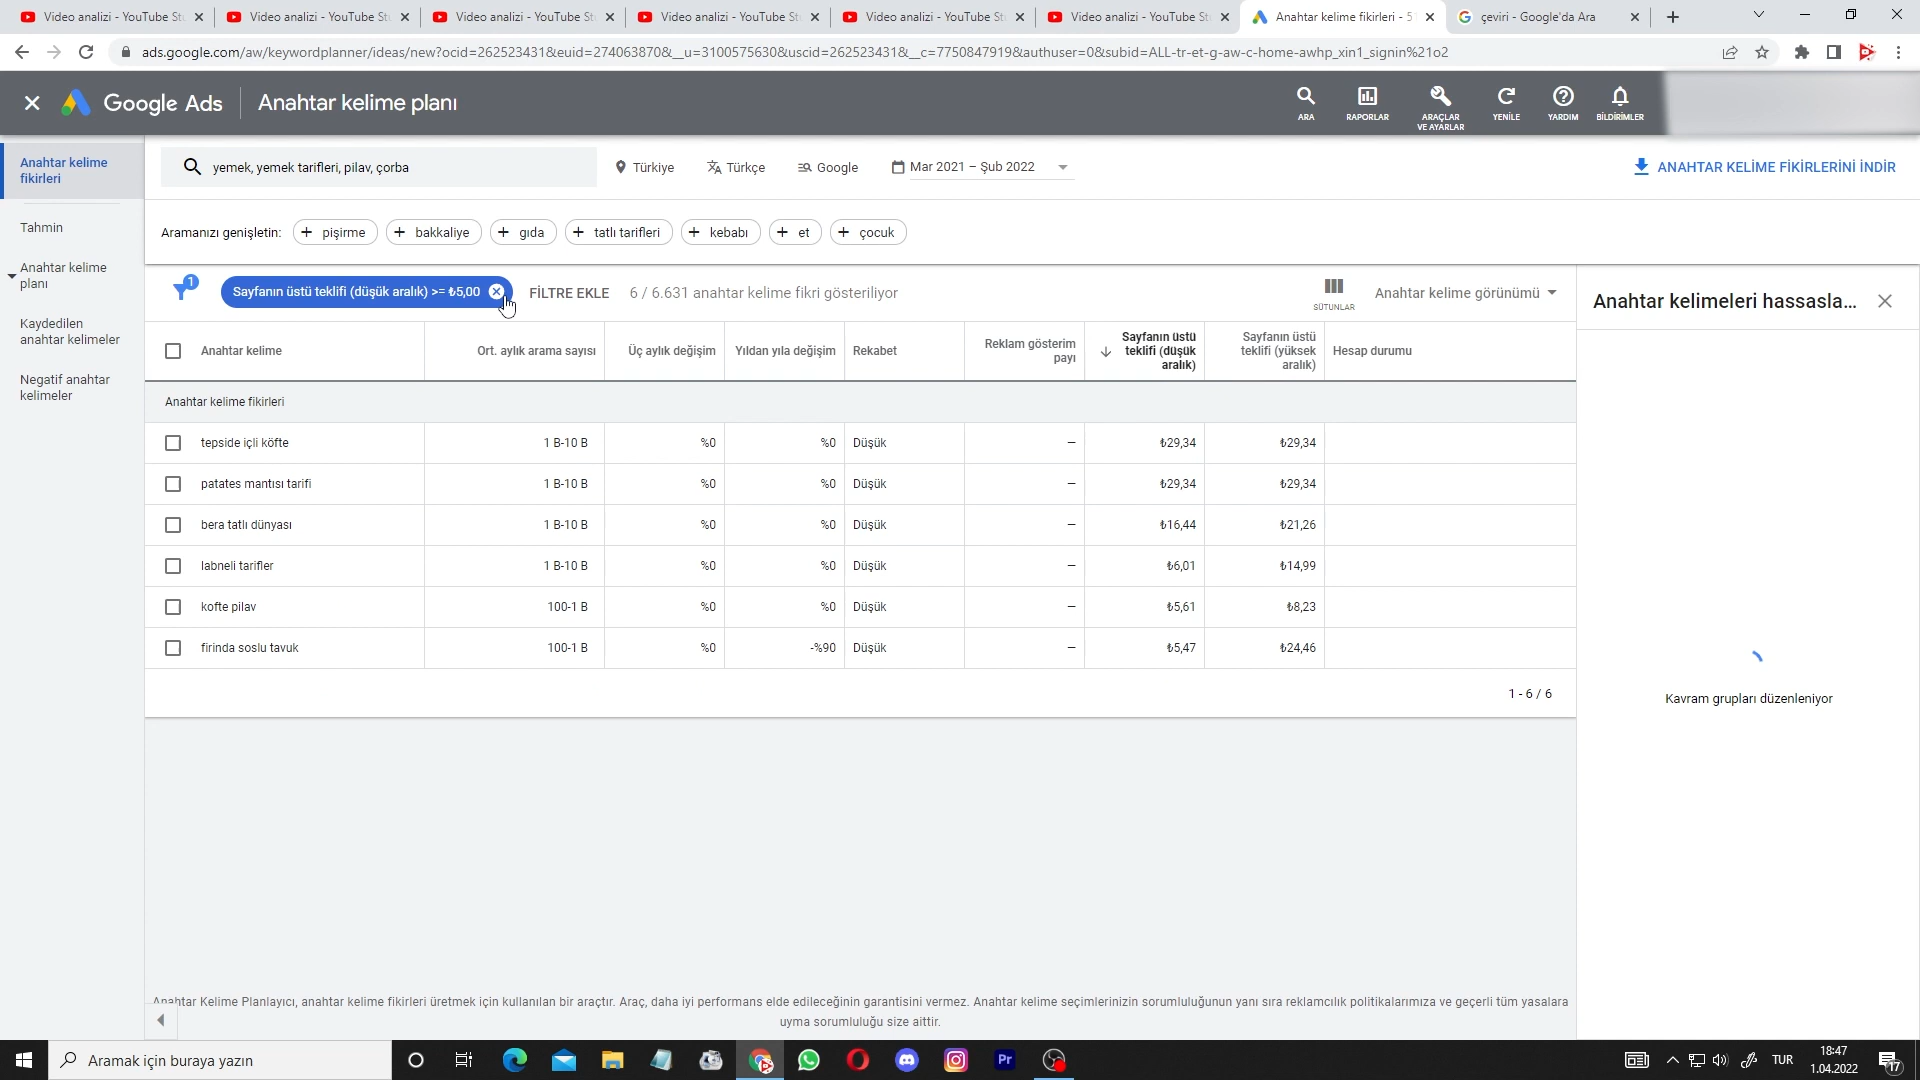 Video analizi - YouTube St
Video analizi - YouTube St
Video analizi - YouTube St
Video analizi - YouTube St
Video analizi - YouTube St
Video analizi - YouTube St
Anahtar kelime fikirleri - 5
çeviri - Google'da Ara
ads.google.com/aw/keywordplanner/ideas/new?ocid=262523431&euid=274063870&__u=3100575630&uscid=262523431&__c=7750847919&authuser=0&subid=ALL-tr-et-g-aw-c-home-awhp_xin1_signin%21o2
Google Ads
Anahtar kelime planı
ARA
RAPORLAR
ARAÇLAR
VE AYARLAR
YENİLE
YARDIM
BİLDİRİMLER
Anahtar kelime
fikirleri
Tahmin
Anahtar kelime
planı
Kaydedilen
anahtar kelimeler
Negatif anahtar
kelimeler
yemek, yemek tarifleri, pilav, çorba
Türkiye
Türkçe
Google
Mar 2021 – Şub 2022
ANAHTAR KELİME FİKİRLERİNİ İNDİR
Aramanızı genişletin:
+ pişirme
+ bakkaliye
+ gıda
+ tatlı tarifleri
+ kebabı
+ et
+ çocuk
1
Sayfanın üstü teklifi (düşük aralık) >= ₺5,00
FİLTRE EKLE
6 / 6.631 anahtar kelime fikri gösteriliyor
SÜTUNLAR
Anahtar kelime görünümü
Anahtar kelimeleri hassasla...
Anahtar kelime
Ort. aylık arama sayısı
Üç aylık değişim
Yıldan yıla değişim
Rekabet
Reklam gösterim
payı
Sayfanın üstü
teklifi (düşük
aralık)
Sayfanın üstü
teklifi (yüksek
aralık)
Hesap durumu
Anahtar kelime fikirleri
tepside içli köfte 1 B-10 B %0 %0 Düşük – ₺29,34 ₺29,34
patates mantısı tarifi 1 B-10 B %0 %0 Düşük – ₺29,34 ₺29,34
bera tatlı dünyası 1 B-10 B %0 %0 Düşük – ₺16,44 ₺21,26
labneli tarifler 1 B-10 B %0 %0 Düşük – ₺6,01 ₺14,99
kofte pilav 100-1 B %0 %0 Düşük – ₺5,61 ₺8,23
firinda soslu tavuk 100-1 B %0 -%90 Düşük – ₺5,47 ₺24,46
1 - 6 / 6
Kavram grupları düzenleniyor
Anahtar Kelime Planlayıcı, anahtar kelime fikirleri üretmek için kullanılan bir araçtır. Araç, daha iyi performans elde edileceğinin garantisini vermez. Anahtar kelime seçimlerinizin sorumluluğunun yanı sıra reklamcılık politikalarımıza ve geçerli tüm yasalara
uyma sorumluluğu size aittir.
Aramak için buraya yazın
Pr
TUR
18:47
1.04.2022
17